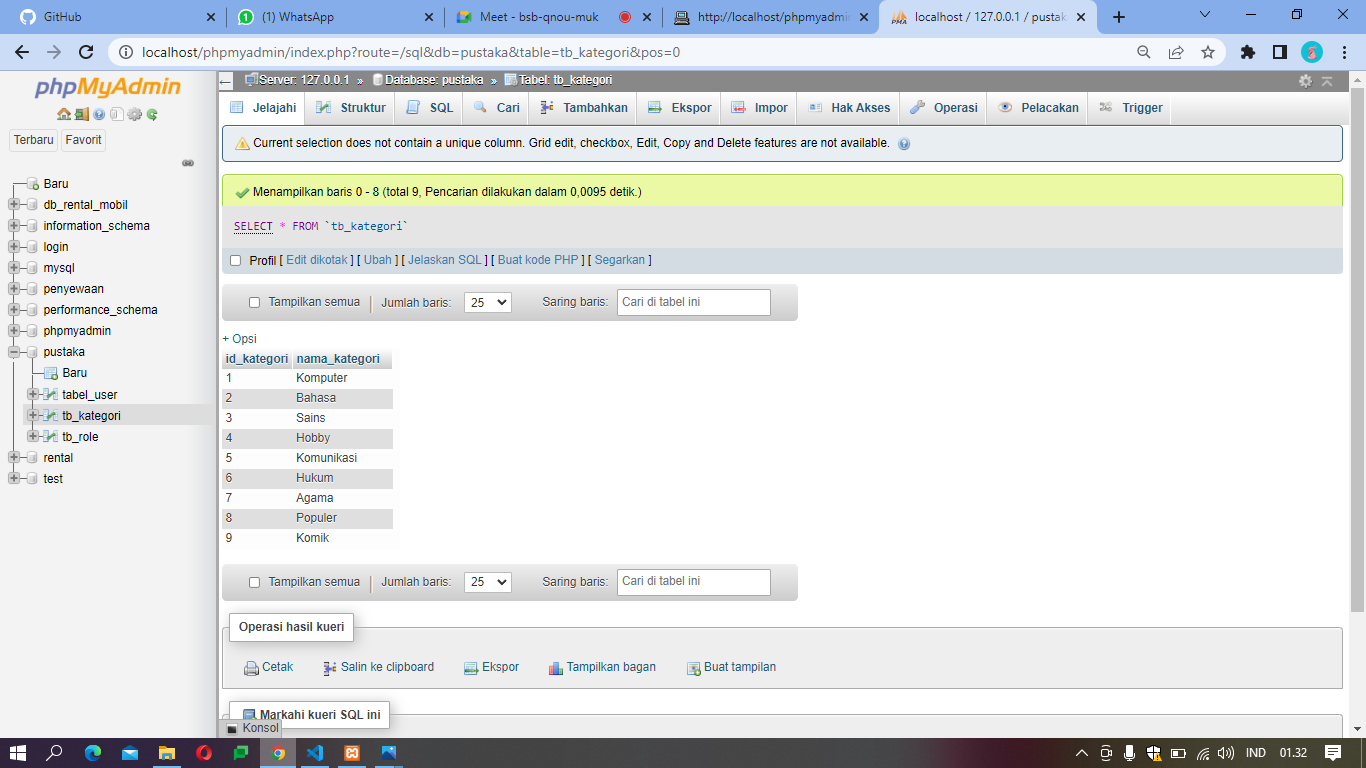 GitHub
(1) WhatsApp
Meet - bsb-qnou-muk
http://localhost/phpmyadmin
localhost / 127.0.0.1 / pustak
localhost/phpmyadmin/index.php?route=/sql&db=pustaka&table=tb_kategori&pos=0
phpMyAdmin
Terbaru Favorit
Baru
db_rental_mobil
information_schema
login
mysql
penyewaan
performance_schema
phpmyadmin
pustaka
Baru
tabel_user
tb_kategori
tb_role
rental
test
Server: 127.0.0.1 » Database: pustaka » Tabel: tb_kategori
Jelajahi Struktur SQL Cari Tambahkan Ekspor Impor Hak Akses Operasi Pelacakan Trigger
Current selection does not contain a unique column. Grid edit, checkbox, Edit, Copy and Delete features are not available.
Menampilkan baris 0 - 8 (total 9, Pencarian dilakukan dalam 0,0095 detik.)
SELECT * FROM `tb_kategori`
Profil [ Edit dikotak ] [ Ubah ] [ Jelaskan SQL ] [ Buat kode PHP ] [ Segarkan ]
Tampilkan semua | Jumlah baris: 25 Saring baris: Cari di tabel ini
+ Opsi
id_kategori nama_kategori
1 Komputer
2 Bahasa
3 Sains
4 Hobby
5 Komunikasi
6 Hukum
7 Agama
8 Populer
9 Komik
Tampilkan semua | Jumlah baris: 25 Saring baris: Cari di tabel ini
Operasi hasil kueri
Cetak Salin ke clipboard Ekspor Tampilkan bagan Buat tampilan
Markahi kueri SQL ini
Konsol
IND 01.32